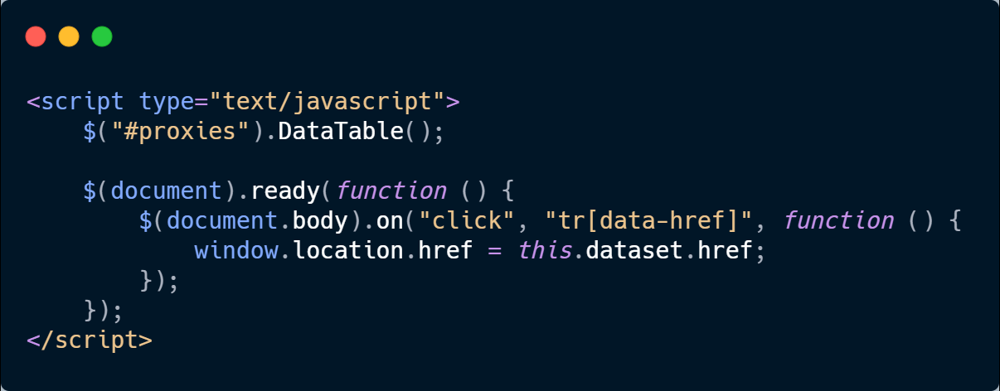 <script type="text/javascript">
    $("#proxies").DataTable();

    $(document).ready(function () {
        $(document.body).on("click", "tr[data-href]", function () {
            window.location.href = this.dataset.href;
        });
    });
</script>